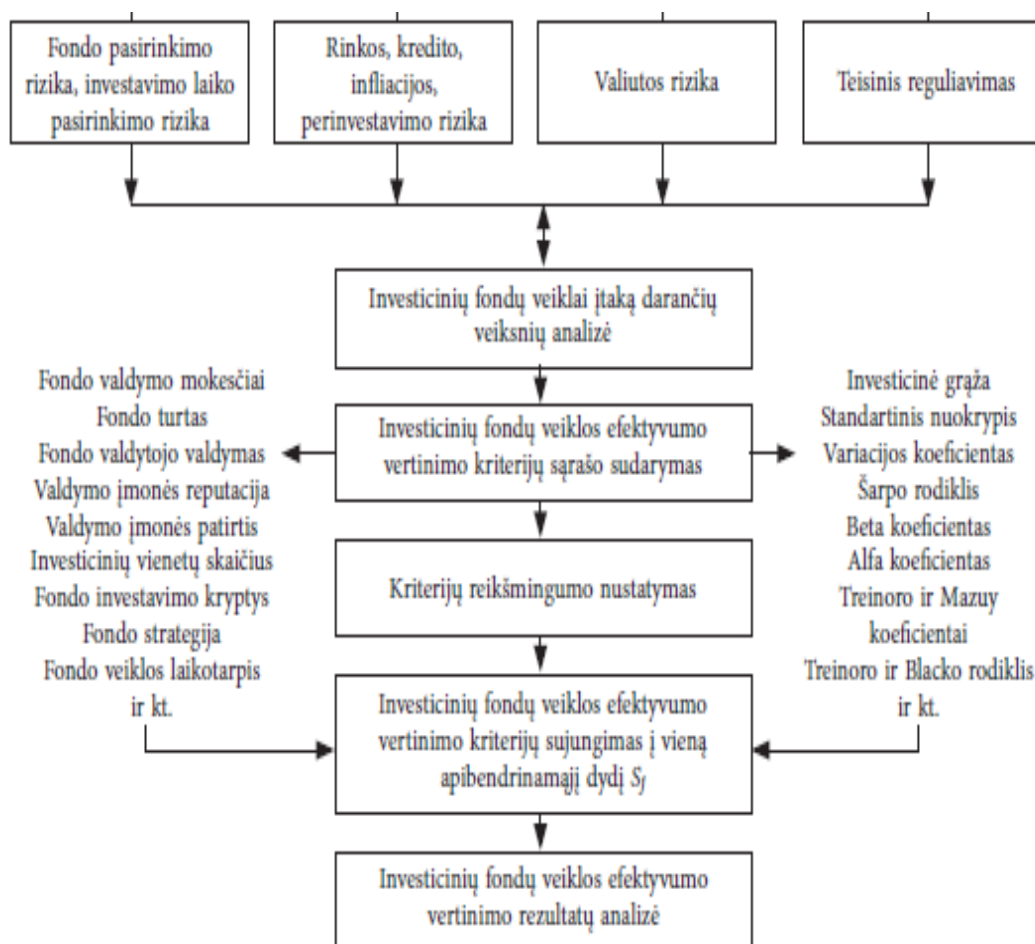 Fondo pasirinkimo
rizika, investavimo laiko
pasirinkimo rizika
Rinkos, kredito,
infliacijos,
perinvestavimo rizika
Valiutos rizika
Teisinis reguliavimas
Investicinių fondų veiklai įtaką darančių
veiksnių analizė
Fondo valdymo mokesčiai
Fondo turtas
Fondo valdytojo valdymas
Valdymo įmonės reputacija
Valdymo įmonės patirtis
Investicinių vienetų skaičius
Fondo investavimo kryptys
Fondo strategija
Fondo veiklos laikotarpis
ir kt.
Investicinių fondų veiklos efektyvumo
vertinimo kriterijų sąrašo sudarymas
Investicinė grąža
Standartinis nuokrypis
Variacijos koeficientas
Šarpo rodiklis
Beta koeficientas
Alfa koeficientas
Treinoro ir Mazuy
koeficientai
Treinoro ir Blacko rodiklis
ir kt.
Kriterijų reikšmingumo nustatymas
Investicinių fondų veiklos efektyvumo
vertinimo kriterijų sujungimas į vieną
apibendrinamąjį dydį Sj
Investicinių fondų veiklos efektyvumo
vertinimo rezultatų analizė